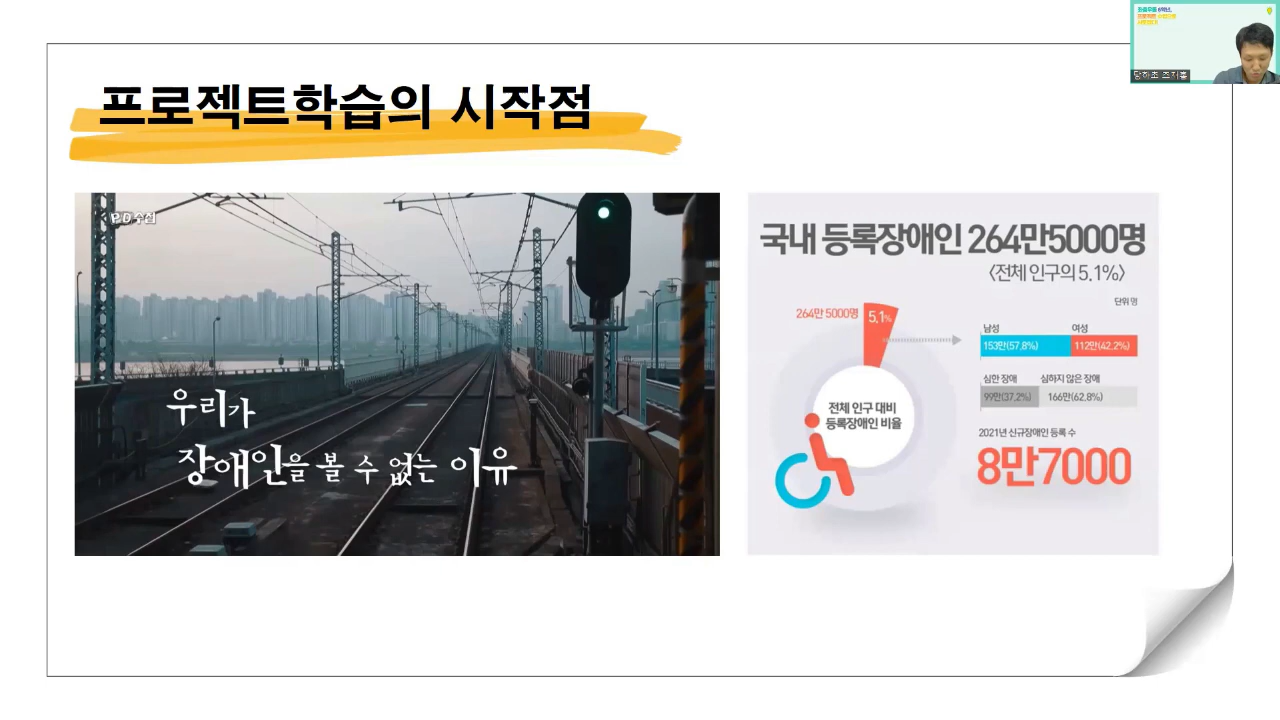 프로젝트학습의 시작점
PD수첩
우리가
장애인을 볼 수 없는 이유
국내 등록장애인 264만5000명
〈전체 인구의 5.1%〉
단위 명
264만 5000명
5.1%
남성 여성
153만(57.8%) 112만(42.2%)
심한 장애 심하지 않은 장애
99만(37.2%) 166만(62.8%)
전체 인구 대비
등록장애인 비율
2021년 신규장애인 등록 수
8만7000